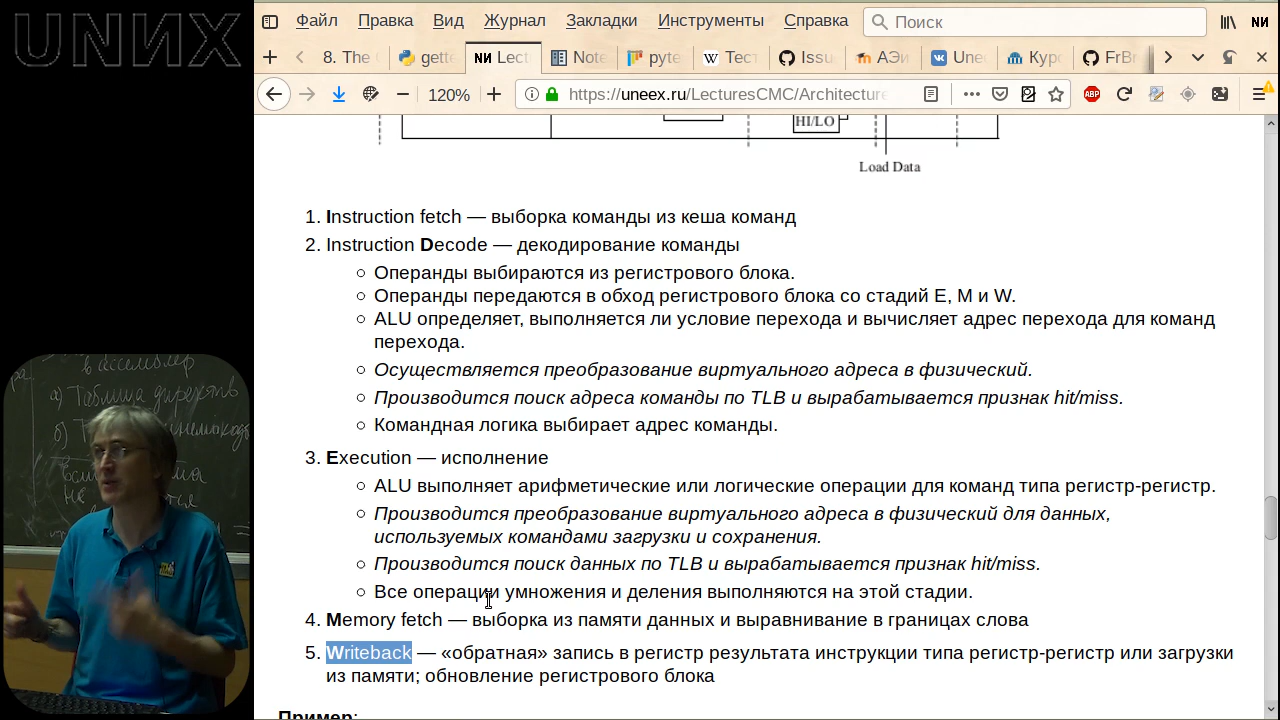 UNИX
Файл Правка Вид Журнал Закладки Инструменты Справка Поиск
8. The gette Lect Note pyte Тест Issu АЭи Unee Курс FrBr
120% https://uneex.ru/LecturesCMC/Architecture ABP
HI/LO
Load Data
1. Instruction fetch — выборка команды из кеша команд
2. Instruction Decode — декодирование команды
Операнды выбираются из регистрового блока.
Операнды передаются в обход регистрового блока со стадий E, M и W.
ALU определяет, выполняется ли условие перехода и вычисляет адрес перехода для команд
перехода.
Осуществляется преобразование виртуального адреса в физический.
Производится поиск адреса команды по TLB и вырабатывается признак hit/miss.
Командная логика выбирает адрес команды.
3. Execution — исполнение
ALU выполняет арифметические или логические операции для команд типа регистр-регистр.
Производится преобразование виртуального адреса в физический для данных,
используемых командами загрузки и сохранения.
Производится поиск данных по TLB и вырабатывается признак hit/miss.
Все операции умножения и деления выполняются на этой стадии.
4. Memory fetch — выборка из памяти данных и выравнивание в границах слова
5. Writeback — «обратная» запись в регистр результата инструкции типа регистр-регистр или загрузки
из памяти; обновление регистрового блока
Пример:
в ассемблер
а) Таблица директив
б)
не